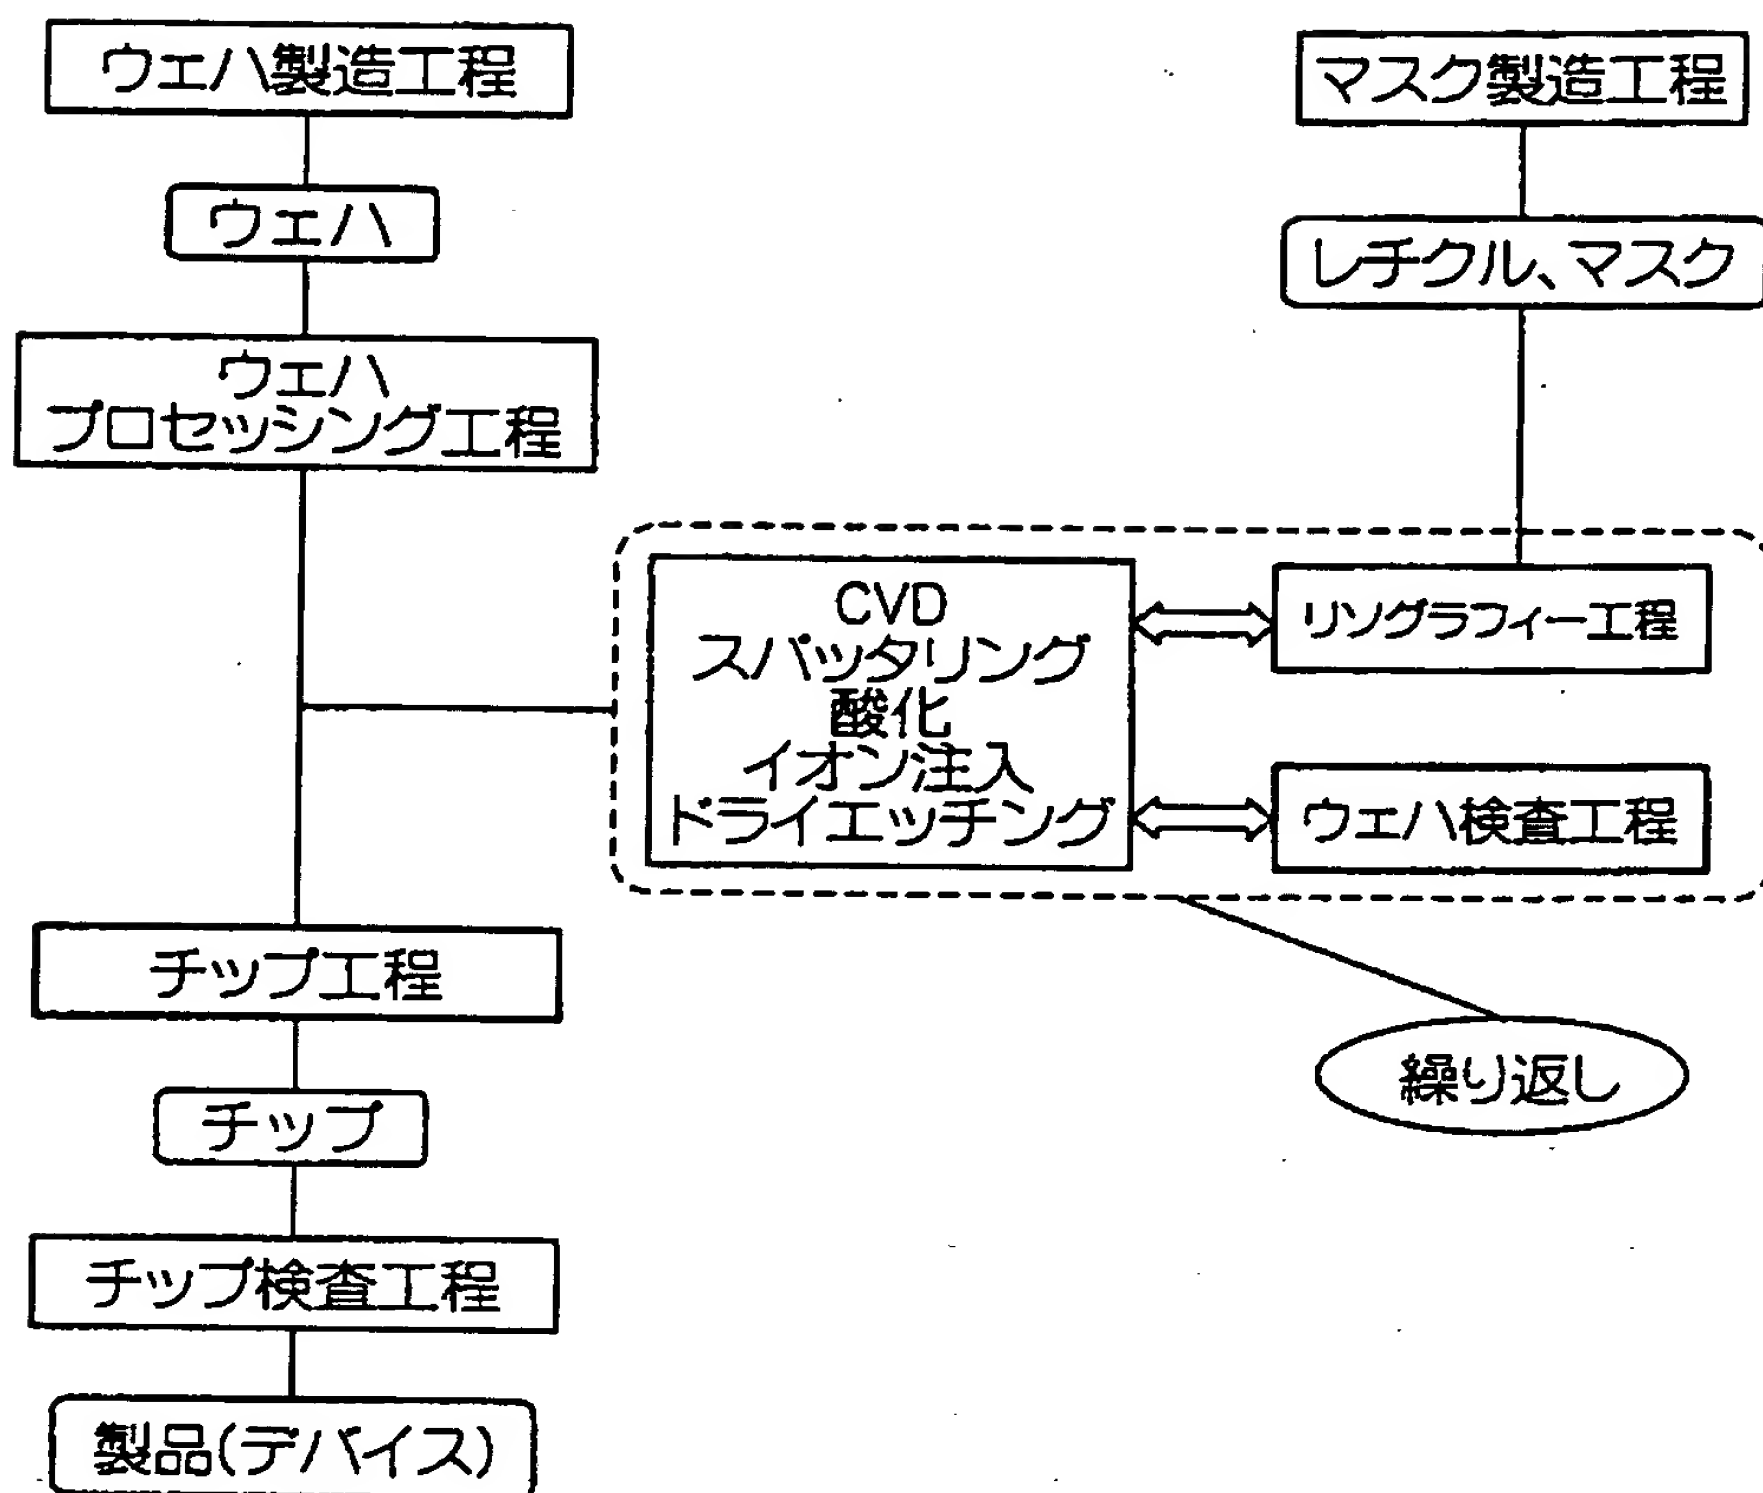 ウェハ製造工程
ウェハ
ウェハ
プロセッシング工程
マスク製造工程
レチクル、マスク
CVD
スパッタリング
酸化
イオン注入
ドライエッチング
リソグラフィー工程
ウェハ検査工程
繰り返し
チップ工程
チップ
チップ検査工程
製品(デバイス)